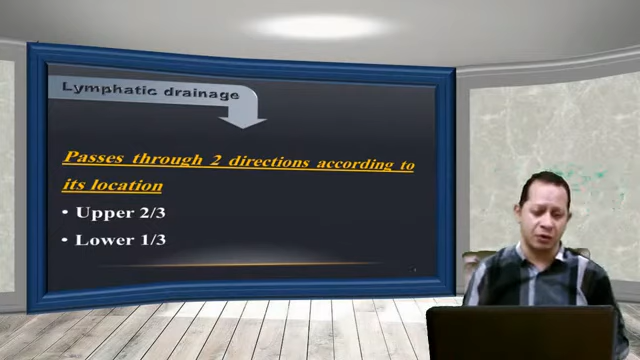 Lymphatic drainage
Passes through 2 directions according to
its location
• Upper 2/3
• Lower 1/3